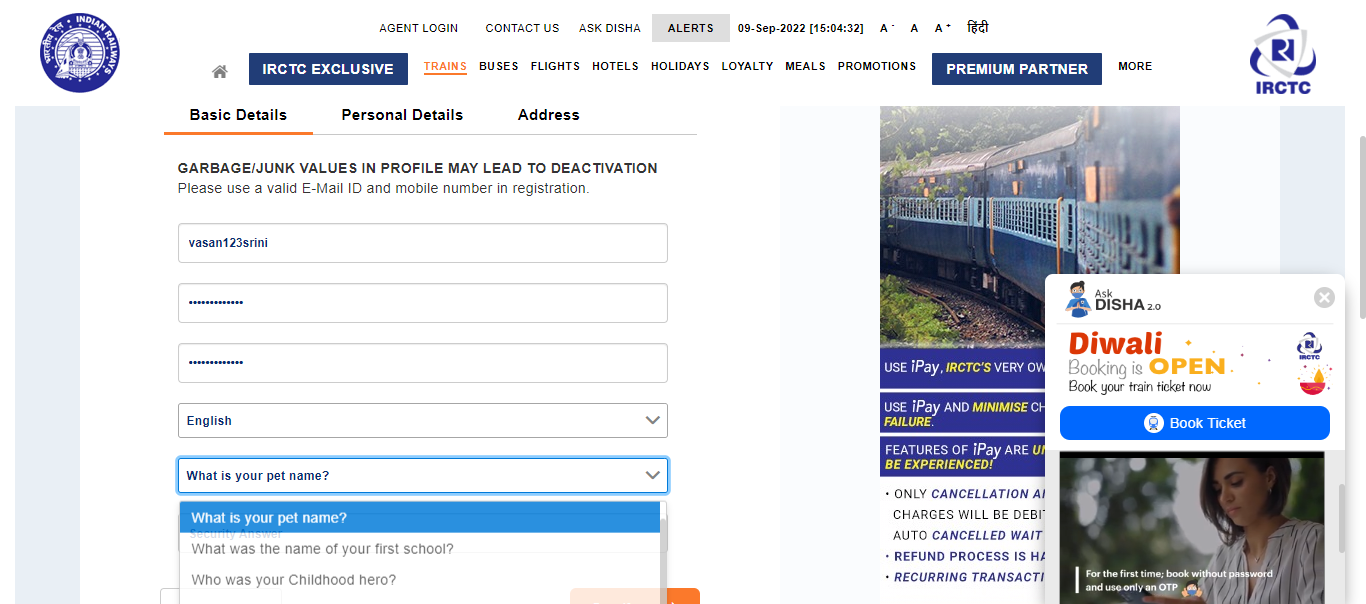 AGENT LOGIN CONTACT US ASK DISHA ALERTS 09-Sep-2022 [15:04:32] A - A A + हिंदी
INDIAN RAILWAYS
भारतीय रेल
IRCTC EXCLUSIVE TRAINS BUSES FLIGHTS HOTELS HOLIDAYS LOYALTY MEALS PROMOTIONS PREMIUM PARTNER MORE
IRCTC
Basic Details Personal Details Address
GARBAGE/JUNK VALUES IN PROFILE MAY LEAD TO DEACTIVATION
Please use a valid E-Mail ID and mobile number in registration.
vasan123srini
•••••••••••••
•••••••••••••
English
What is your pet name?
What is your pet name?
Security Answer
What was the name of your first school?
Who was your Childhood hero?
USE iPay, IRCTC'S VERY OW
USE iPay AND MINIMISE CH
FAILURE.
FEATURES OF iPay ARE
BE EXPERIENCED!
• ONLY CANCELLATION
CHARGES WILL BE DEBIT
AUTO CANCELLED WAIT
• REFUND PROCESS IS HA
• RECURRING TRANSACTI
Ask
DISHA 2.0
Diwali
Booking is OPEN
Book your train ticket now
IRCTC
Book Ticket
For the first time; book without password
and use only an OTP